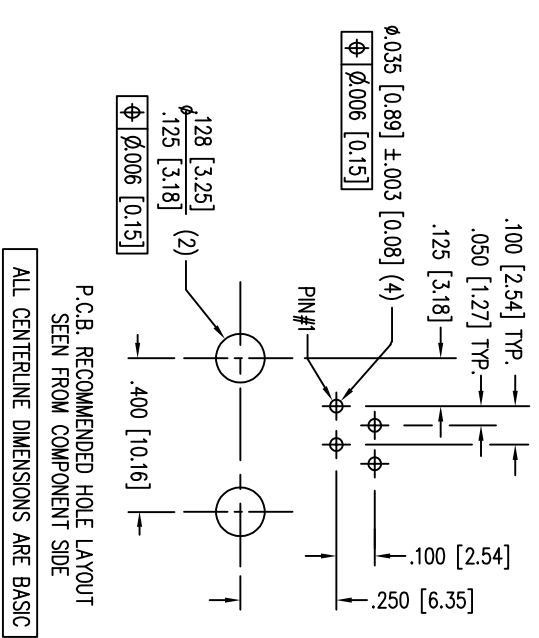 .100 [2.54] TYP.
.050 [1.27] TYP.
.125 [3.18]
ø.035 [0.89] ±.003 [0.08] (4)
⌖ Ø.006 [0.15]
PIN#1
ø.128 [3.25]
.125 [3.18] (2)
⌖ Ø.006 [0.15]
.100 [2.54]
.250 [6.35]
.400 [10.16]
P.C.B. RECOMMENDED HOLE LAYOUT
SEEN FROM COMPONENT SIDE
ALL CENTERLINE DIMENSIONS ARE BASIC